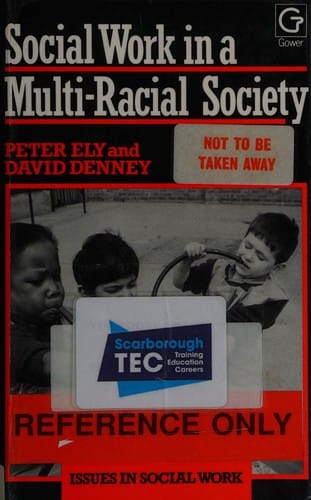 Social Work in a
Multi-Racial Society
Gower
PETER ELY and
DAVID DENNEY
NOT TO BE
TAKEN AWAY
Scarborough
TEC
Training
Education
Careers
REFERENCE ONLY
ISSUES IN SOCIAL WORK